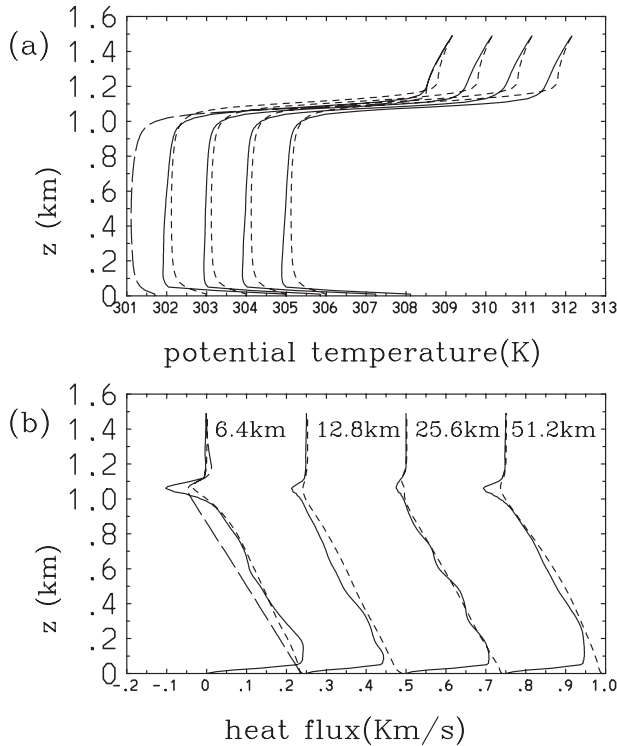 (a)
1.6
1.4
1.2
1.0
.8
.6
.4
.2
0
z (km)
301 302 303 304 305 306 307 308 309 310 311 312 313
potential temperature(K)
(b)
1.6
1.4
1.2
1.0
.8
.6
.4
.2
0
z (km)
6.4km 12.8km 25.6km 51.2km
-.2 -.1 0 .1 .2 .3 .4 .5 .6 .7 .8 .9 1.0
heat flux(Km/s)